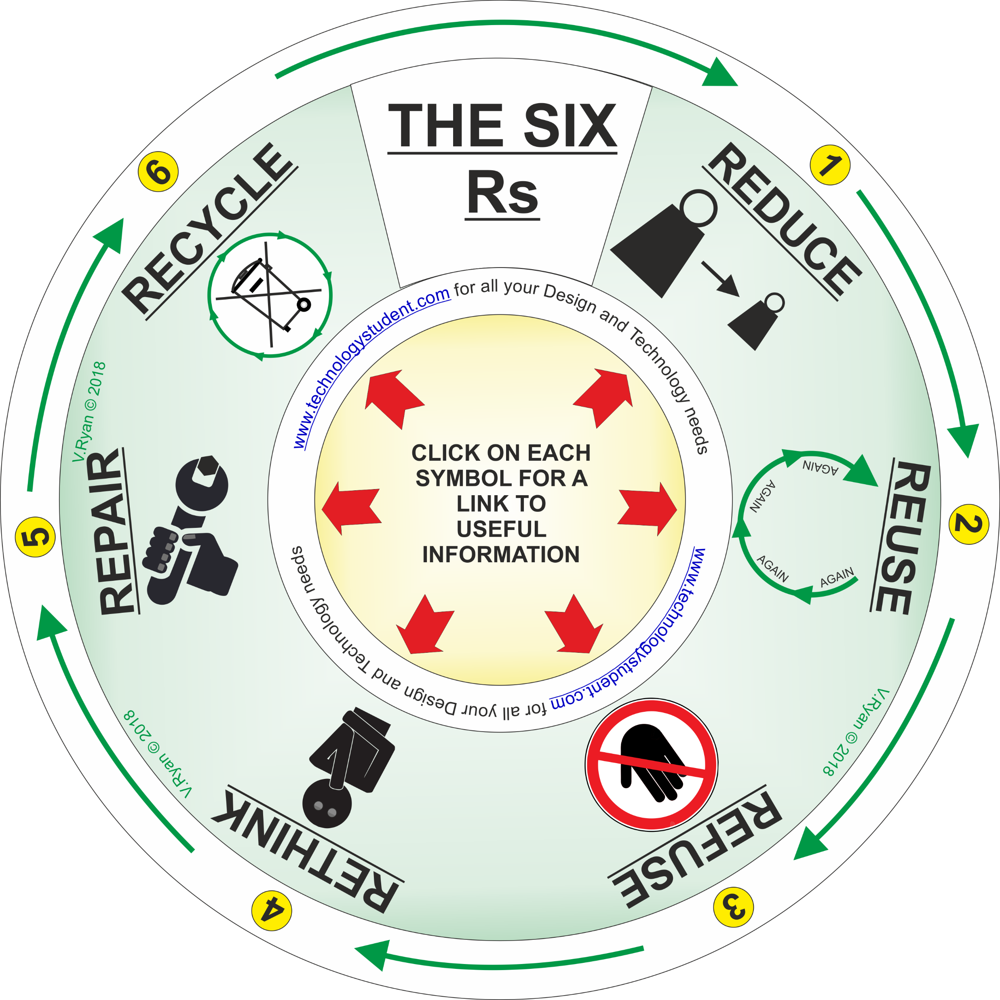 THE SIX
Rs
1
REDUCE
2
REUSE
AGAIN
AGAIN
AGAIN
AGAIN
3
REFUSE
4
RETHINK
5
REPAIR
6
RECYCLE
www.technologystudent.com for all your Design and Technology needs
www.technologystudent.com for all your Design and Technology needs
CLICK ON EACH
SYMBOL FOR A
LINK TO
USEFUL
INFORMATION
V.Ryan © 2018
V.Ryan © 2018
V.Ryan © 2018